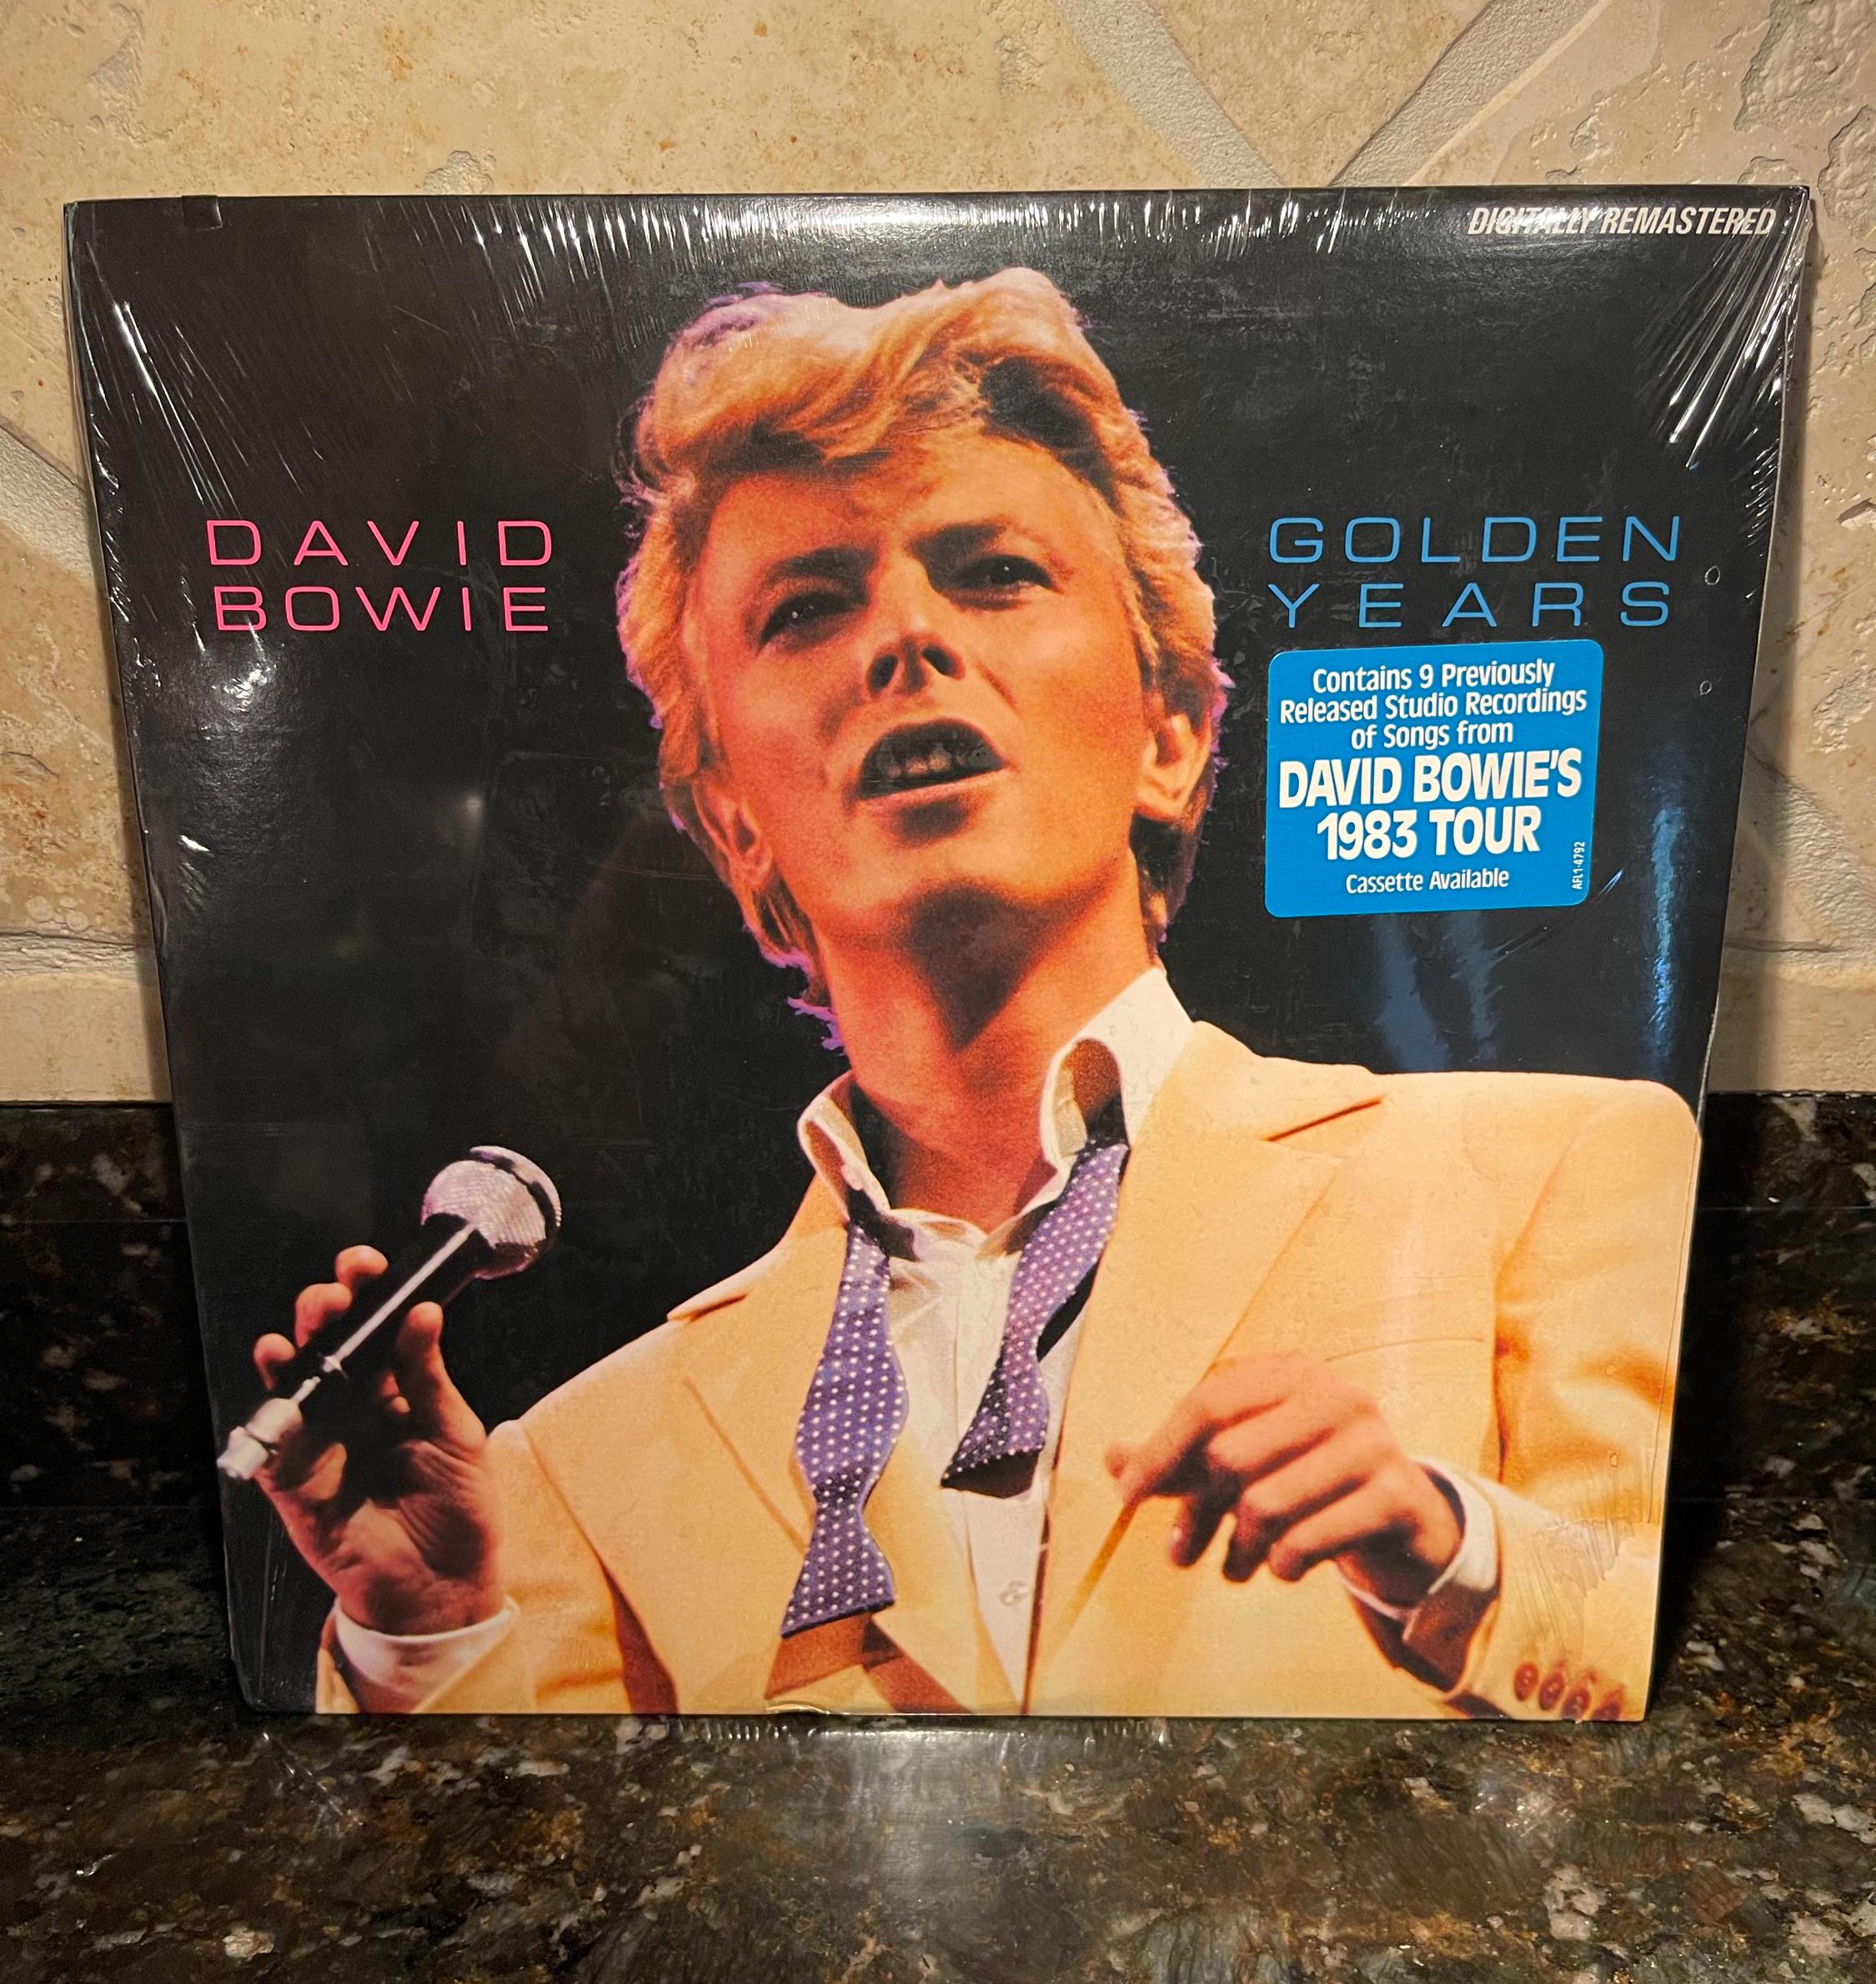 DIGITALLY REMASTERED
DAVID
BOWIE
GOLDEN
YEARS
Contains 9 Previously
Released Studio Recordings
of Songs from
DAVID BOWIE'S
1983 TOUR
Cassette Available
AFL1-4792